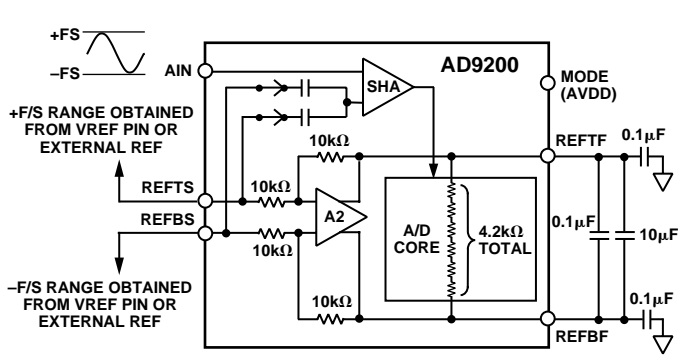 +FS
–FS
AIN
SHA
AD9200
MODE
(AVDD)
+F/S RANGE OBTAINED
FROM VREF PIN OR
EXTERNAL REF
10kΩ
REFTF
0.1µF
REFTS
10kΩ
REFBS
10kΩ
A2
A/D
CORE
4.2kΩ
TOTAL
0.1µF
10µF
–F/S RANGE OBTAINED
FROM VREF PIN OR
EXTERNAL REF
10kΩ
0.1µF
REFBF